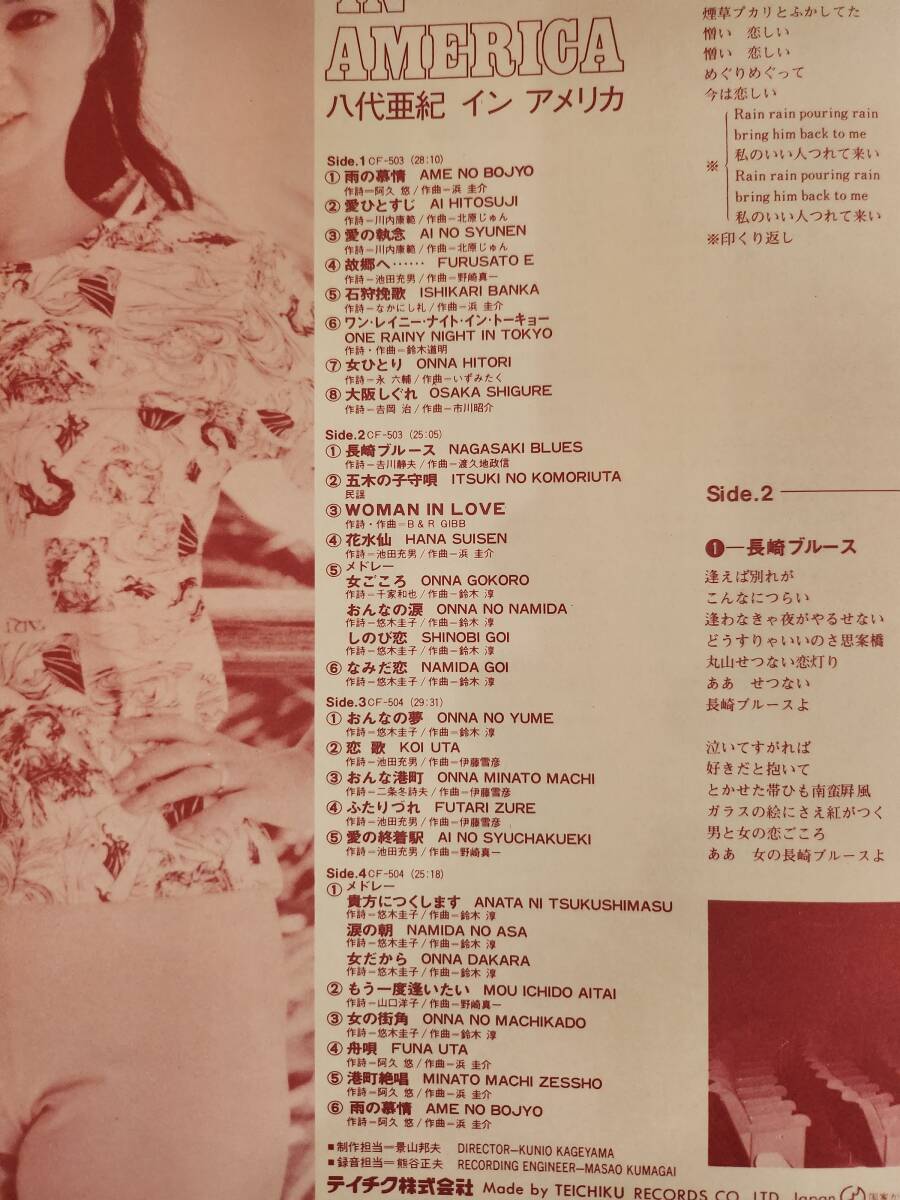 IN
AMERICA
八代亜紀 イン アメリカ
Side.1 CF-503 (28:10)
① 雨の慕情 AME NO BOJYO
作詩=阿久 悠/作曲=浜 圭介
② 愛ひとすじ AI HITOSUJI
作詩=川内康範/作曲=北原じゅん
③ 愛の執念 AI NO SYUNEN
作詩=川内康範/作曲=北原じゅん
④ 故郷へ…… FURUSATO E
作詩=池田充男/作曲=野崎真一
⑤ 石狩挽歌 ISHIKARI BANKA
作詩=なかにし礼/作曲=浜 圭介
⑥ ワン・レイニー・ナイト・イン・トーキョー
ONE RAINY NIGHT IN TOKYO
作詩・作曲=鈴木道明
⑦ 女ひとり ONNA HITORI
作詩=永 六輔/作曲=いずみたく
⑧ 大阪しぐれ OSAKA SHIGURE
作詩=吉岡 治/作曲=市川昭介
Side.2 CF-503 (25:05)
① 長崎ブルース NAGASAKI BLUES
作詩=吉川静夫/作曲=渡久地政信
② 五木の子守唄 ITSUKI NO KOMORIUTA
民謡
③ WOMAN IN LOVE
作詩・作曲=B & R GIBB
④ 花水仙 HANA SUISEN
作詩=池田充男/作曲=浜 圭介
⑤ メドレー
女ごころ ONNA GOKORO
作詩=千家和也/作曲=鈴木 淳
おんなの涙 ONNA NO NAMIDA
作詩=悠木圭子/作曲=鈴木 淳
しのび恋 SHINOBI GOI
作詩=悠木圭子/作曲=鈴木 淳
⑥ なみだ恋 NAMIDA GOI
作詩=悠木圭子/作曲=鈴木 淳
Side.3 CF-504 (29:31)
① おんなの夢 ONNA NO YUME
作詩=悠木圭子/作曲=鈴木 淳
② 恋 歌 KOI UTA
作詩=池田充男/作曲=伊藤雪彦
③ おんな港町 ONNA MINATO MACHI
作詩=二条冬詩夫/作曲=伊藤雪彦
④ ふたりづれ FUTARI ZURE
作詩=池田充男/作曲=伊藤雪彦
⑤ 愛の終着駅 AI NO SYUCHAKUEKI
作詩=池田充男/作曲=野崎真一
Side.4 CF-504 (25:18)
① メドレー
貴方につくします ANATA NI TSUKUSHIMASU
作詩=悠木圭子/作曲=鈴木 淳
涙の朝 NAMIDA NO ASA
作詩=悠木圭子/作曲=鈴木 淳
女だから ONNA DAKARA
作詩=悠木圭子/作曲=鈴木 淳
② もう一度逢いたい MOU ICHIDO AITAI
作詩=山口洋子/作曲=野崎真一
③ 女の街角 ONNA NO MACHIKADO
作詩=悠木圭子/作曲=鈴木 淳
④ 舟唄 FUNA UTA
作詩=阿久 悠/作曲=浜 圭介
⑤ 港町絶唱 MINATO MACHI ZESSHO
作詩=阿久 悠/作曲=浜 圭介
⑥ 雨の慕情 AME NO BOJYO
作詩=阿久 悠/作曲=浜 圭介
■制作担当=景山邦夫 DIRECTOR—KUNIO KAGEYAMA
■録音担当=熊谷正夫 RECORDING ENGINEER—MASAO KUMAGAI
テイチク株式会社 Made by TEICHIKU RECORDS CO., LTD. Japan
煙草プカリとふかしてた
憎い 恋しい
憎い 恋しい
めぐりめぐって
今は恋しい
Rain rain pouring rain
bring him back to me
私のいい人つれて来い
※
Rain rain pouring rain
bring him back to me
私のいい人つれて来い
※印くり返し
Side.2
❶—長崎ブルース
逢えば別れが
こんなにつらい
逢わなきゃ夜がやるせない
どうすりゃいいのさ思案橋
丸山せつない恋灯り
ああ せつない
長崎ブルースよ
泣いてすがれば
好きだと抱いて
とかせた帯ひも南蛮屛風
ガラスの絵にさえ紅がつく
男と女の恋ごころ
ああ 女の長崎ブルースよ